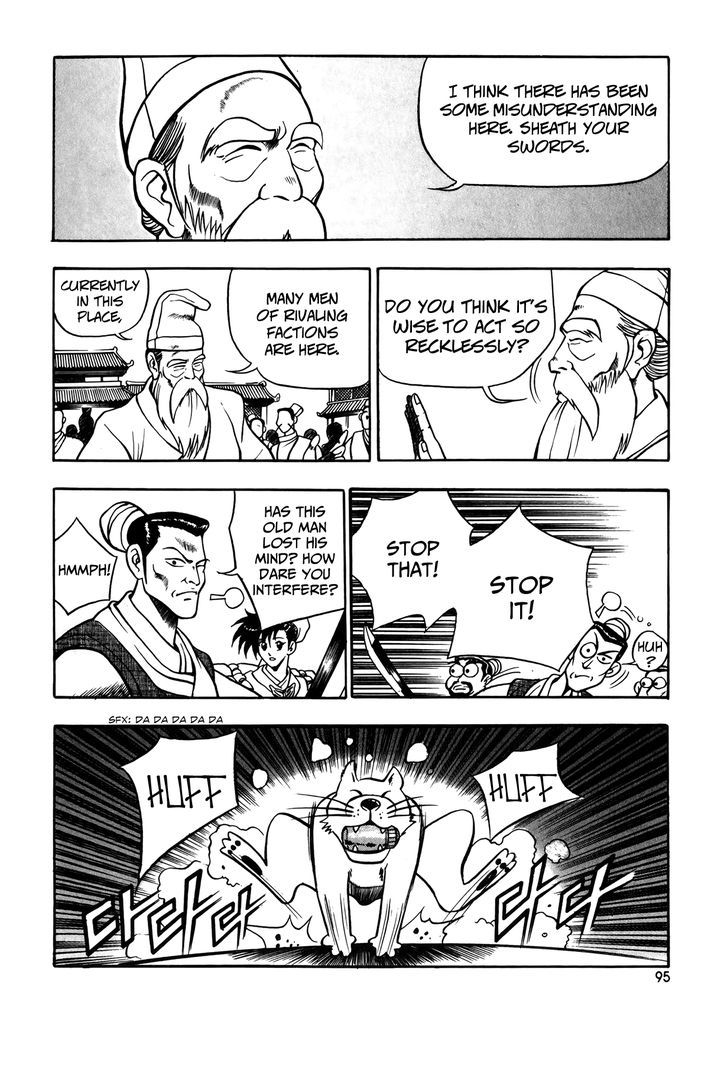 I THINK THERE HAS BEEN
SOME MISUNDERSTANDING
HERE. SHEATH YOUR
SWORDS.
CURRENTLY
IN THIS
PLACE,
MANY MEN
OF RIVALING
FACTIONS
ARE HERE.
DO YOU THINK IT'S
WISE TO ACT SO
RECKLESSLY?
HMMPH!
HAS THIS
OLD MAN
LOST HIS
MIND? HOW
DARE YOU
INTERFERE?
STOP
THAT!
STOP
IT!
HUH
?
SFX: DA DA DA DA DA
HUFF
HUFF
다다다
다다
95